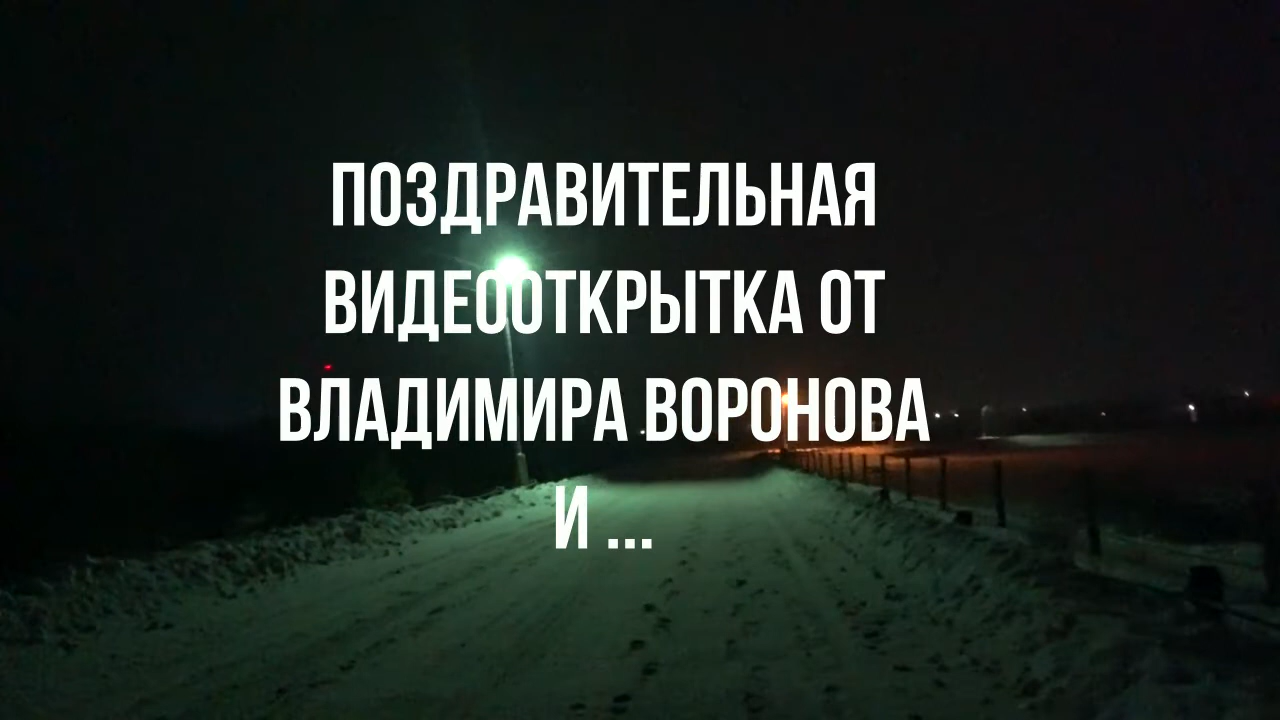 ПОЗДРАВИТЕЛЬНАЯ
ВИДЕООТКРЫТКА ОТ
ВЛАДИМИРА ВОРОНОВА
И ...